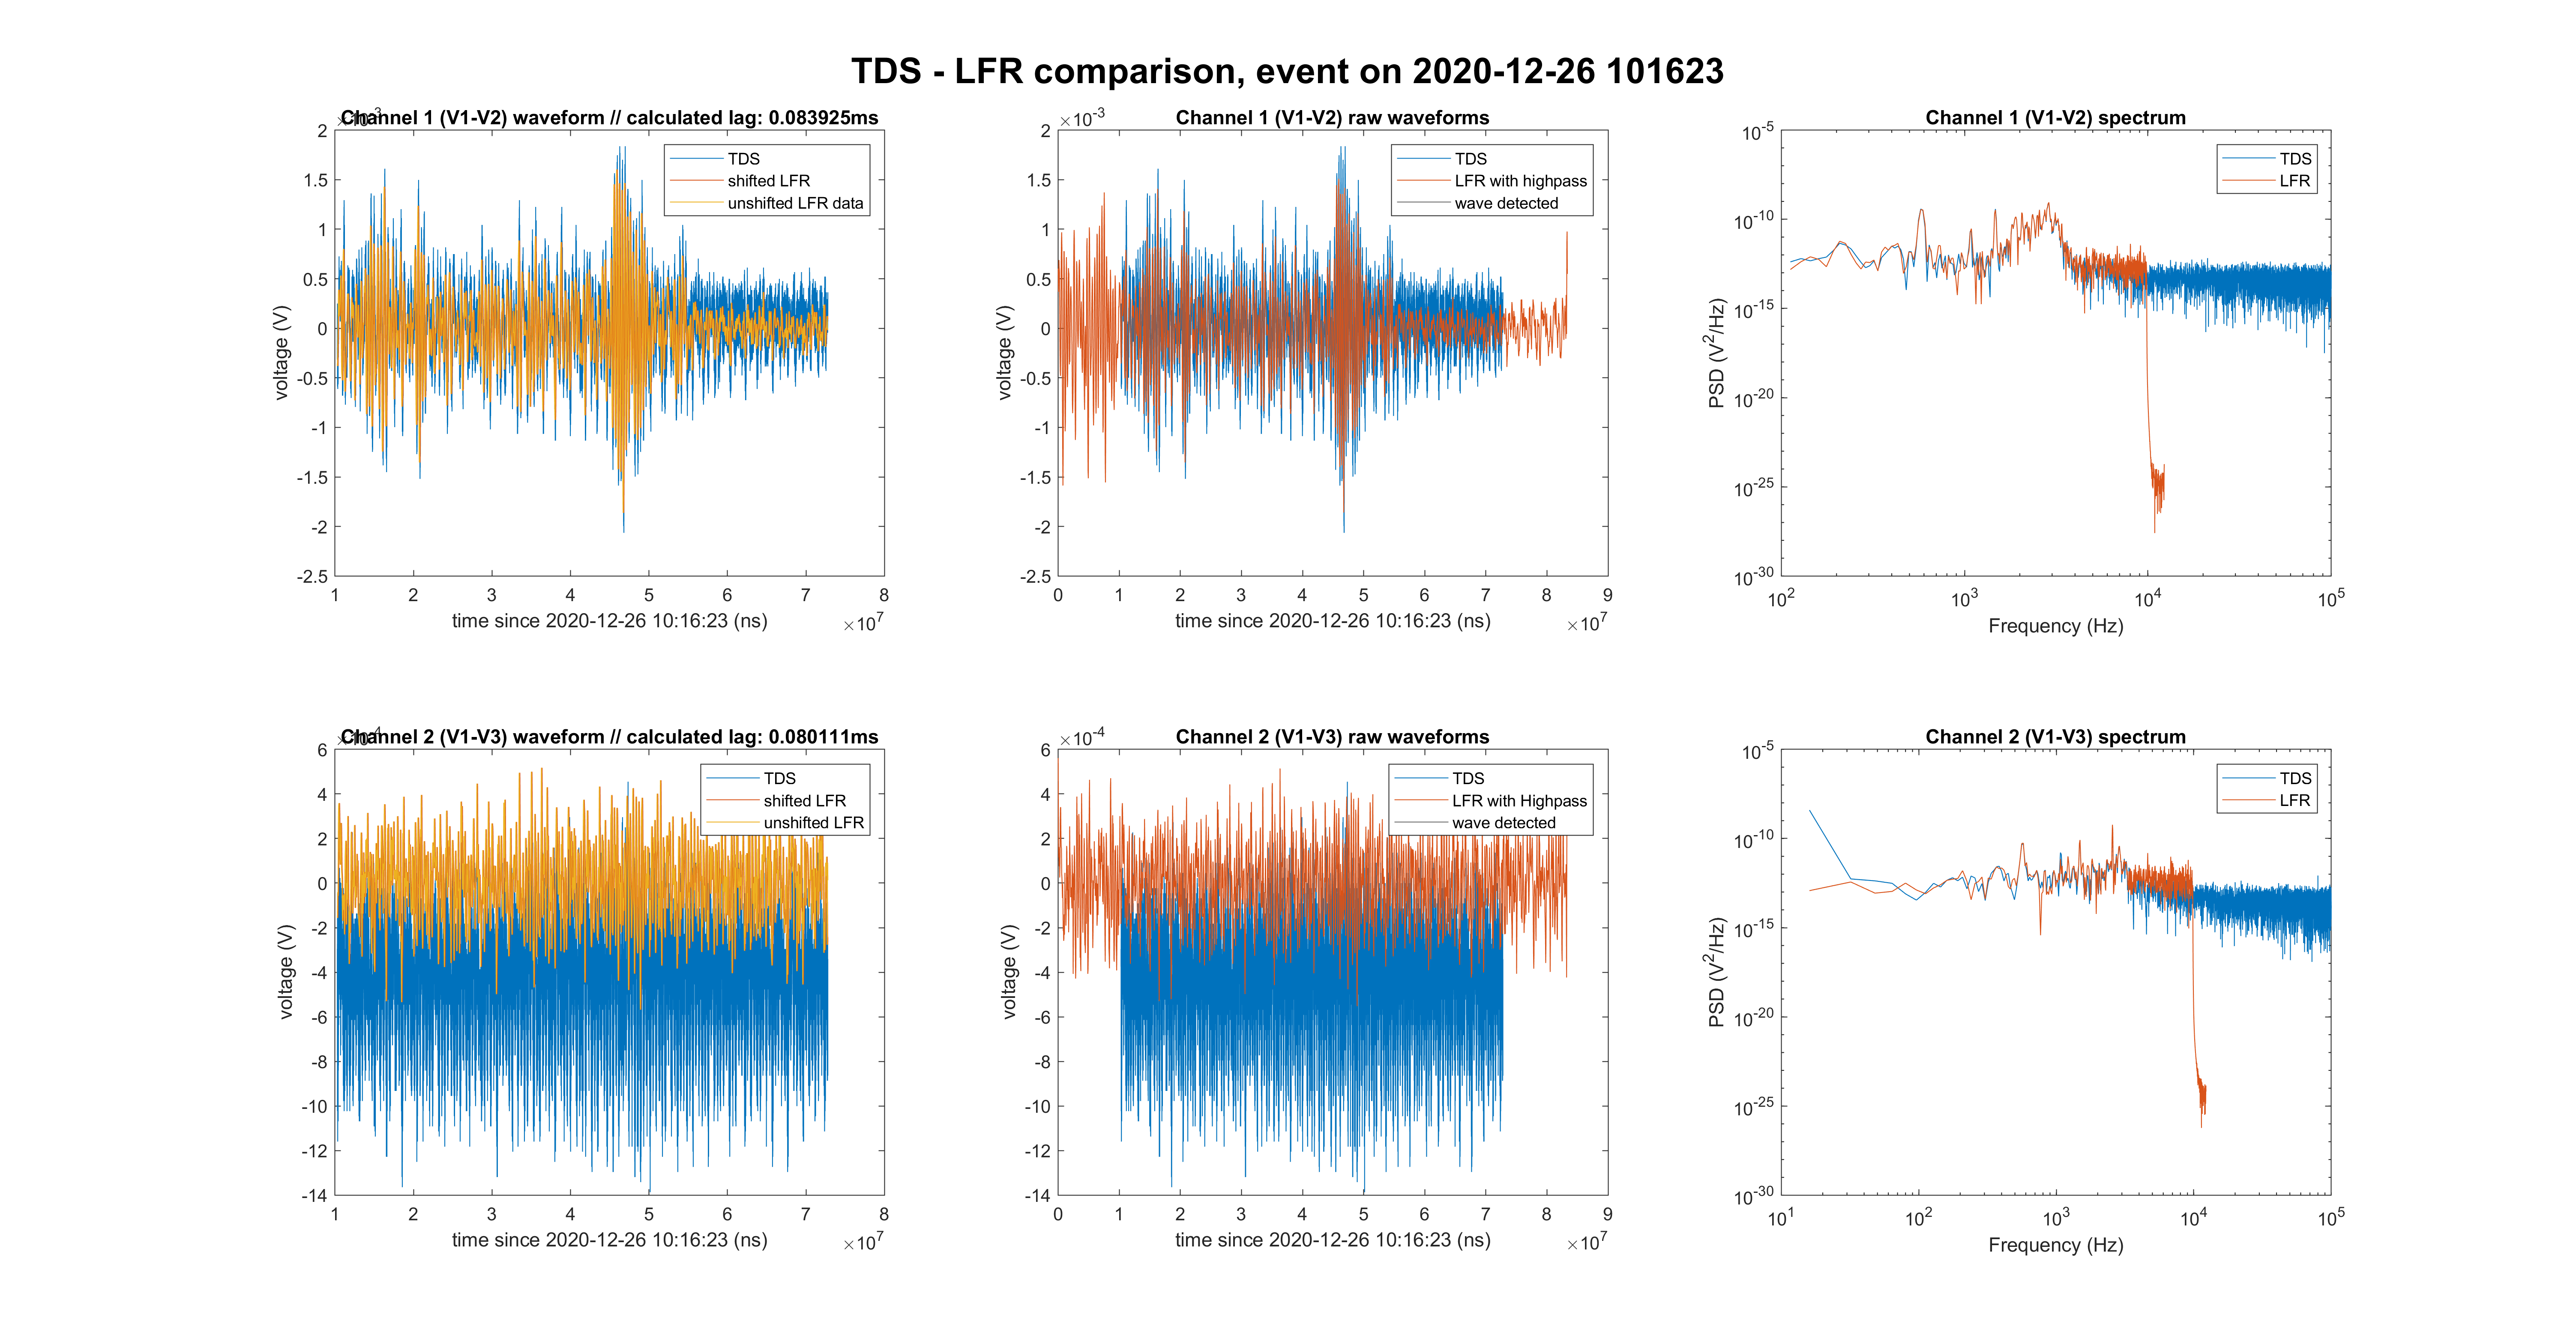 TDS - LFR comparison, event on 2020-12-26 101623
Channel 1 (V1-V2) waveform // calculated lag: 0.083925ms
2
1.5
1
0.5
0
-0.5
-1
-1.5
-2
-2.5
voltage (V)
TDS
shifted LFR
unshifted LFR data
1 2 3 4 5 6 7 8
time since 2020-12-26 10:16:23 (ns)
×10^7
Channel 1 (V1-V2) raw waveforms
×10^-3
2
1.5
1
0.5
0
-0.5
-1
-1.5
-2
-2.5
voltage (V)
TDS
LFR with highpass
wave detected
0 1 2 3 4 5 6 7 8 9
time since 2020-12-26 10:16:23 (ns)
×10^7
Channel 1 (V1-V2) spectrum
10^-5
10^-10
10^-15
10^-20
10^-25
10^-30
PSD (V^2/Hz)
TDS
LFR
10^2 10^3 10^4 10^5
Frequency (Hz)
Channel 2 (V1-V3) waveform // calculated lag: 0.080111ms
6
4
2
0
-2
-4
-6
-8
-10
-12
-14
voltage (V)
TDS
shifted LFR
unshifted LFR
1 2 3 4 5 6 7 8
time since 2020-12-26 10:16:23 (ns)
×10^7
Channel 2 (V1-V3) raw waveforms
×10^-4
6
4
2
0
-2
-4
-6
-8
-10
-12
-14
voltage (V)
TDS
LFR with Highpass
wave detected
0 1 2 3 4 5 6 7 8 9
time since 2020-12-26 10:16:23 (ns)
×10^7
Channel 2 (V1-V3) spectrum
10^-5
10^-10
10^-15
10^-20
10^-25
10^-30
PSD (V^2/Hz)
TDS
LFR
10^1 10^2 10^3 10^4 10^5
Frequency (Hz)